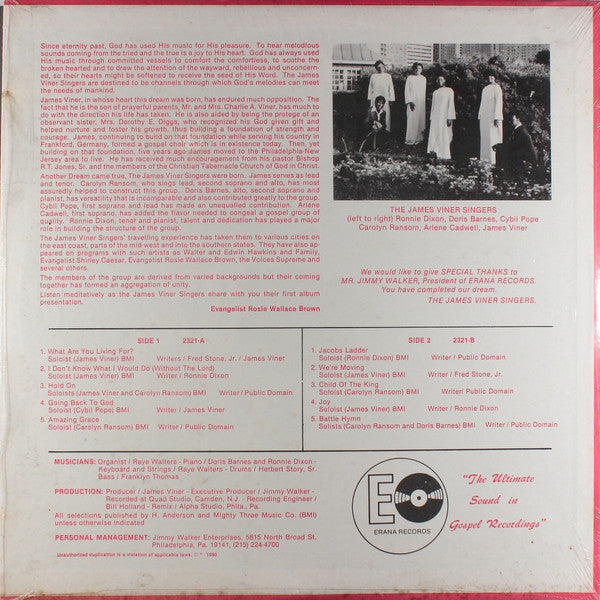 Since eternity past, God has used His music for His pleasure. To hear melodious
sounds coming from the tried and the true is a joy to His heart. God has always used
His music through committed vessels to comfort the comfortless, to soothe the
broken hearted and to draw the attention of the wayward, rebellious and unconcern-
ed, so their hearts might be softened to receive the seed of His Word. The James
Viner Singers are destined to be channels through which God's melodies can meet
the needs of mankind.
James Viner, in whose heart this dream was born, has endured much opposition. The
fact that he is the son of prayerful parents, Mr. and Mrs. Charlie A. Viner, has much to
do with the direction his life has taken. He is also aided by being the protege of an
observant sister, Mrs. Dorothy E. Diggs, who recognized his God given gift and
helped nurture and foster his growth, thus building a foundation of strength and
courage. James, continuing to build on that foundation while serving his country in
Frankford, Germany, formed a gospel choir which is in existence today. Then, yet
building on that foundation, five years ago James moved to the Philadelphia-New
Jersey area to live. He has received much encouragement from his pastor Bishop
R.T. Jones, Sr. and the members of the Christian Tabernacle Church of God in Christ.
Another Dream came true, The James Viner Singers were born. James serves as lead
and tenor. Carolyn Ransom, who sings lead, second soprano and alto, has most
assuredly helped to construct this group. Doris Barnes, alto, second soprano and
pianist, has versatility that is incomparable and also contributed greatly to the group.
Cybil Pope, first soprano and lead has made an unequalled contribution. Arlene
Cadwell, first soprano, has added the flavor needed to congeal a gospel group of
quality. Ronnie Dixon, tenor and pianist, talent and dedication has played a major
role in building the structure of the group.
The James Viner Singers' travelling experience has taken them to various cities on
the east coast, parts of the mid-west and into the southern states. They have also ap-
peared on programs with such artists as Walter and Edwin Hawkins and Family,
Evangelist Shirley Caesar, Evangelist Rosie Wallace Brown, the Voices Supreme and
several others.
The members of the group are derived from varied backgrounds but their coming
together has formed an aggregation of unity.
Listen meditatively as the James Viner Singers share with you their first album
presentation.
Evangelist Rosie Wallace Brown
THE JAMES VINER SINGERS
(left to right) Ronnie Dixon, Doris Barnes, Cybil Pope
Carolyn Ransom, Arlene Cadwell, James Viner
We would like to give SPECIAL THANKS to
MR. JIMMY WALKER, President of ERANA RECORDS.
You have completed our dream.
THE JAMES VINER SINGERS.
SIDE 1 2321-A
1. What Are You Living For?
Soloist (James Viner) BMI Writers / Fred Stone, Jr. / James Viner
2. I Don't Know What I Would Do (Without The Lord)
Soloist (James Viner) BMI Writer / Ronnie Dixon
3. Hold On
Soloists (James Viner and Carolyn Ransom) BMI Writer / Public Domain
4. Going Back To God
Soloist (Cybil Pope) BMI Writer / James Viner
5. Amazing Grace
Soloist (Carolyn Ransom) BMI Writer / Public Domain
SIDE 2 2321-B
1. Jacobs Ladder
Soloist (Ronnie Dixon) BMI Writer / Public Domain
2. We're Moving
Soloist (James Viner) BMI Writer / Fred Stone, Jr.
3. Child Of The King
Soloist (Carolyn Ransom) BMI Writer/ Public Domain
4. Joy
Soloist (James Viner) BMI Writer / Ronnie Dixon
5. Battle Hymn
Soloists (Carolyn Ransom and Doris Barnes) BMI Writer / Public Domain
MUSICIANS: Organist / Raye Walters - Piano / Doris Barnes and Ronnie Dixon -
Keyboard and Strings / Raye Walters - Drums / Herbert Story, Sr.
Bass / Franklyn Thomas
PRODUCTION: Producer / James Viner - Executive Producer / Jimmy Walker -
Recorded at Quad Studio, Camden, N.J. - Recording Engineer /
Bill Holland - Remix / Alpha Studio, Phila., Pa.
All selections published by H. Anderson and Mighty Three Music Co. (BMI)
unless otherwise indicated
PERSONAL MANAGEMENT: Jimmy Walker Enterprises, 5815 North Broad St.
Philadelphia, Pa. 19141, (215) 224-4700
Unauthorized duplication is a violation of applicable laws. © 1980
E
ERANA RECORDS
"The Ultimate
Sound in
Gospel Recordings"